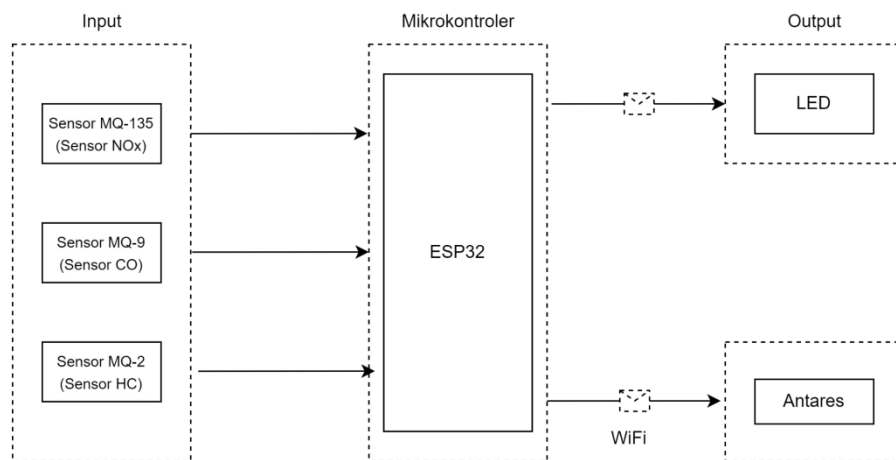 Input
Mikrokontroler
Output
Sensor MQ-135
(Sensor NOx)
Sensor MQ-9
(Sensor CO)
Sensor MQ-2
(Sensor HC)
ESP32
LED
Antares
WiFi